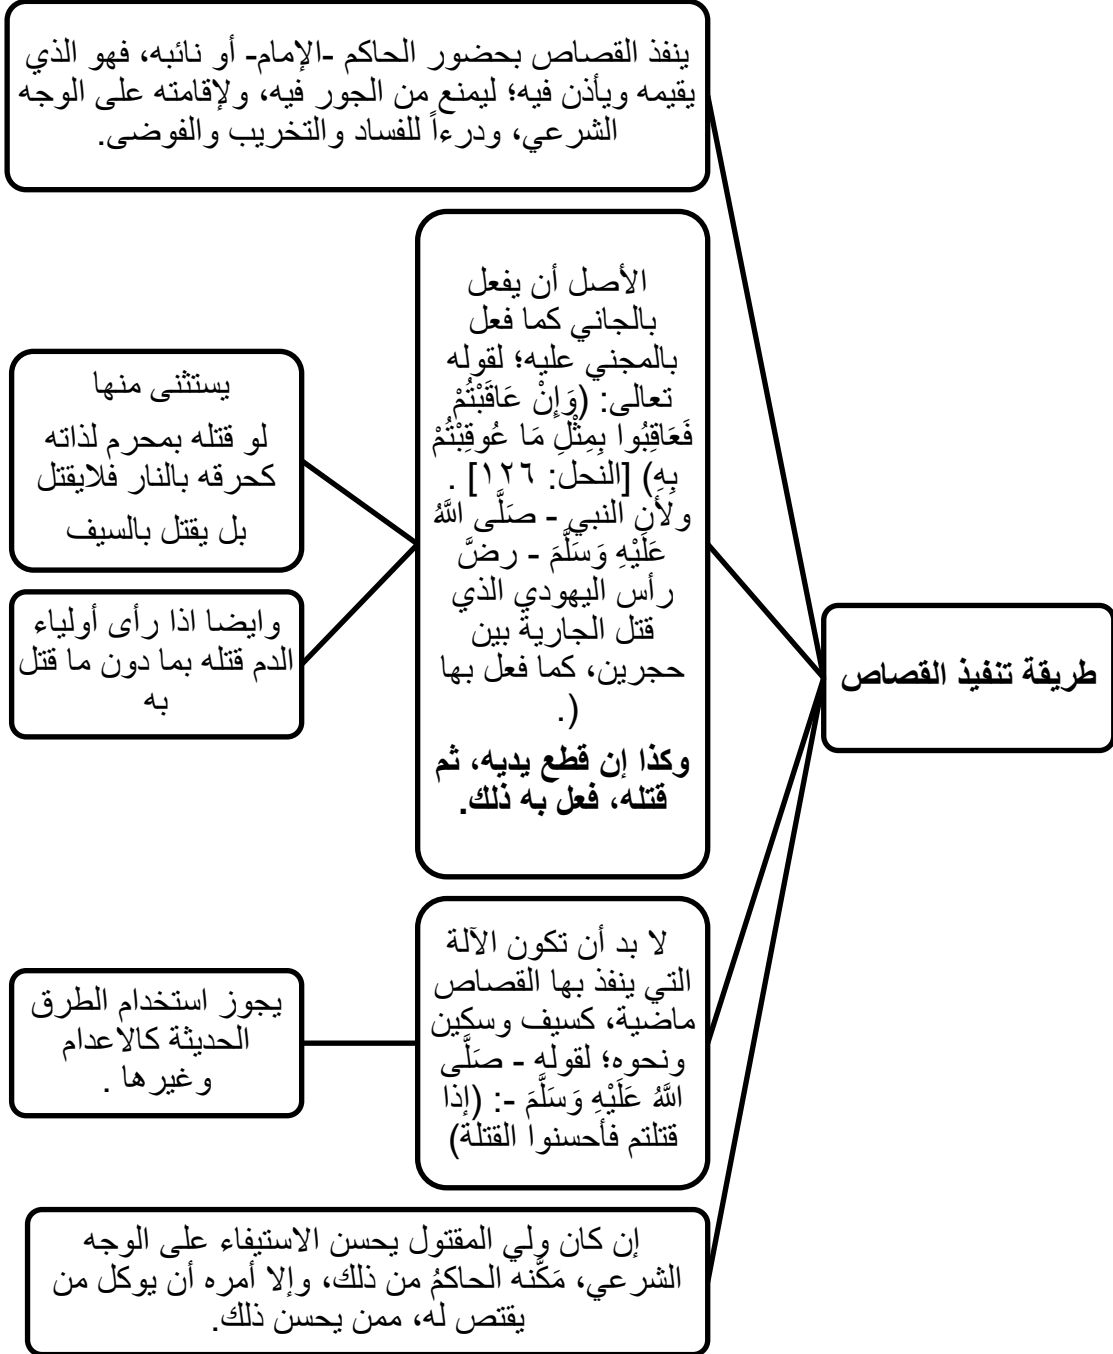 طريقة تنفيذ القصاص
ينفذ القصاص بحضور الحاكم -الإمام- أو نائبه، فهو الذي
يقيمه ويأذن فيه؛ ليمنع من الجور فيه، ولإقامته على الوجه
الشرعي، ودرءاً للفساد والتخريب والفوضى.
الأصل أن يفعل
بالجاني كما فعل
بالمجني عليه؛ لقوله
تعالى: (وَإِنْ عَاقَبْتُمْ
فَعَاقِبُوا بِمِثْلِ مَا عُوقِبْتُمْ
بِهِ) [النحل: ١٢٦] .
ولأن النبي - صَلَّى اللَّهُ
عَلَيْهِ وَسَلَّمَ - رضَّ
رأس اليهودي الذي
قتل الجارية بين
حجرين، كما فعل بها
(.
وكذا إن قطع يديه، ثم
قتله، فعل به ذلك.
يستثنى منها
لو قتله بمحرم لذاته
كحرقه بالنار فلايقتل
بل يقتل بالسيف
وايضا اذا رأى أولياء
الدم قتله بما دون ما قتل
به
لا بد أن تكون الآلة
التي ينفذ بها القصاص
ماضية، كسيف وسكين
ونحوه؛ لقوله - صَلَّى
اللَّهُ عَلَيْهِ وَسَلَّمَ -: (إذا
قتلتم فأحسنوا القتلة)
يجوز استخدام الطرق
الحديثة كالاعدام
وغيرها .
إن كان ولي المقتول يحسن الاستيفاء على الوجه
الشرعي، مَكَّنه الحاكمُ من ذلك، وإلا أمره أن يوكل من
يقتص له، ممن يحسن ذلك.